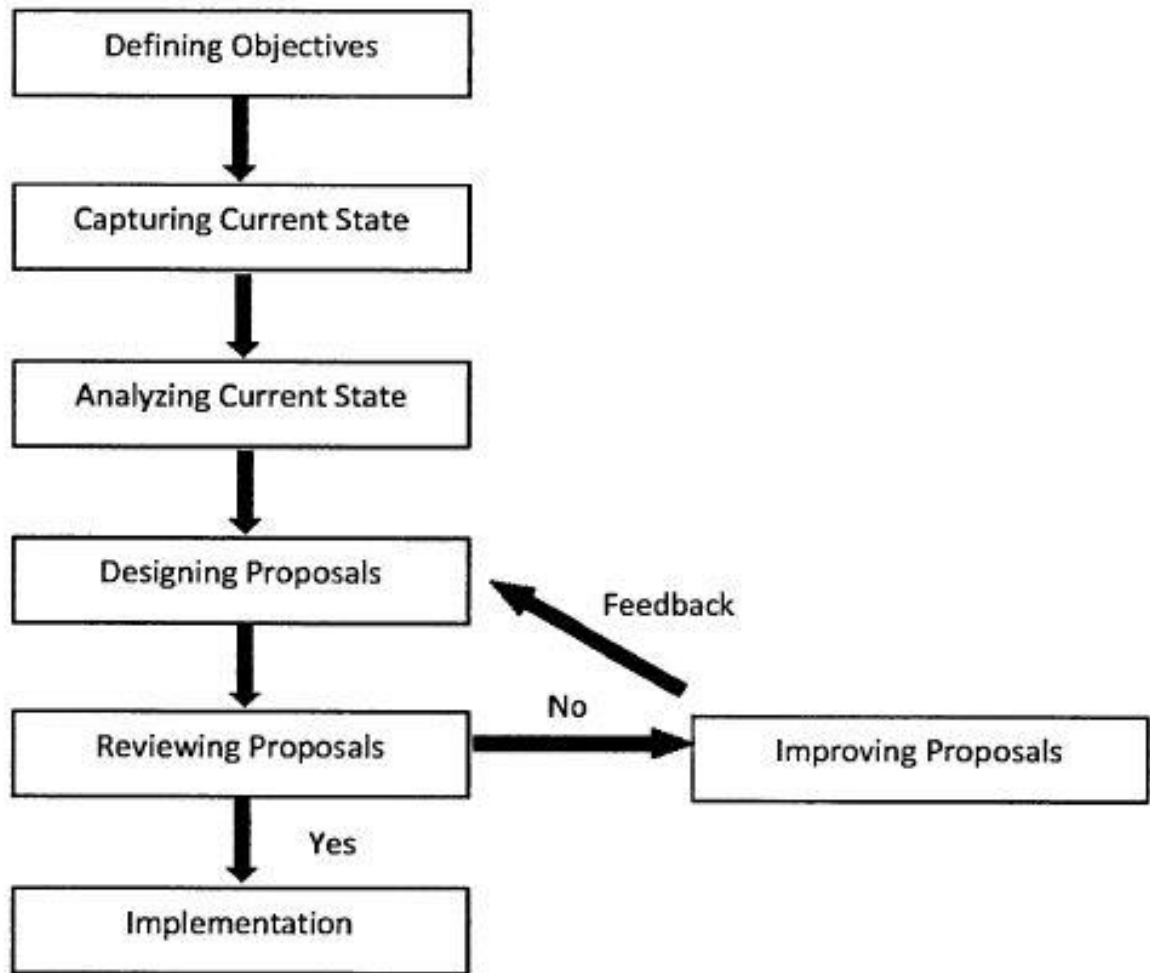 Defining Objectives
Capturing Current State
Analyzing Current State
Designing Proposals
Feedback
No
Reviewing Proposals
Improving Proposals
Yes
Implementation